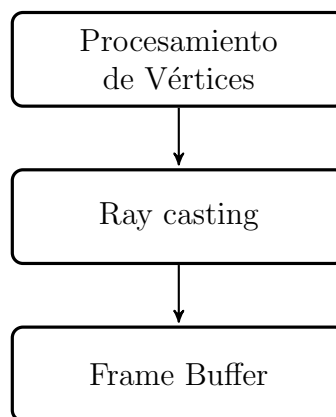 Procesamiento
de Vértices
Ray casting
Frame Buffer